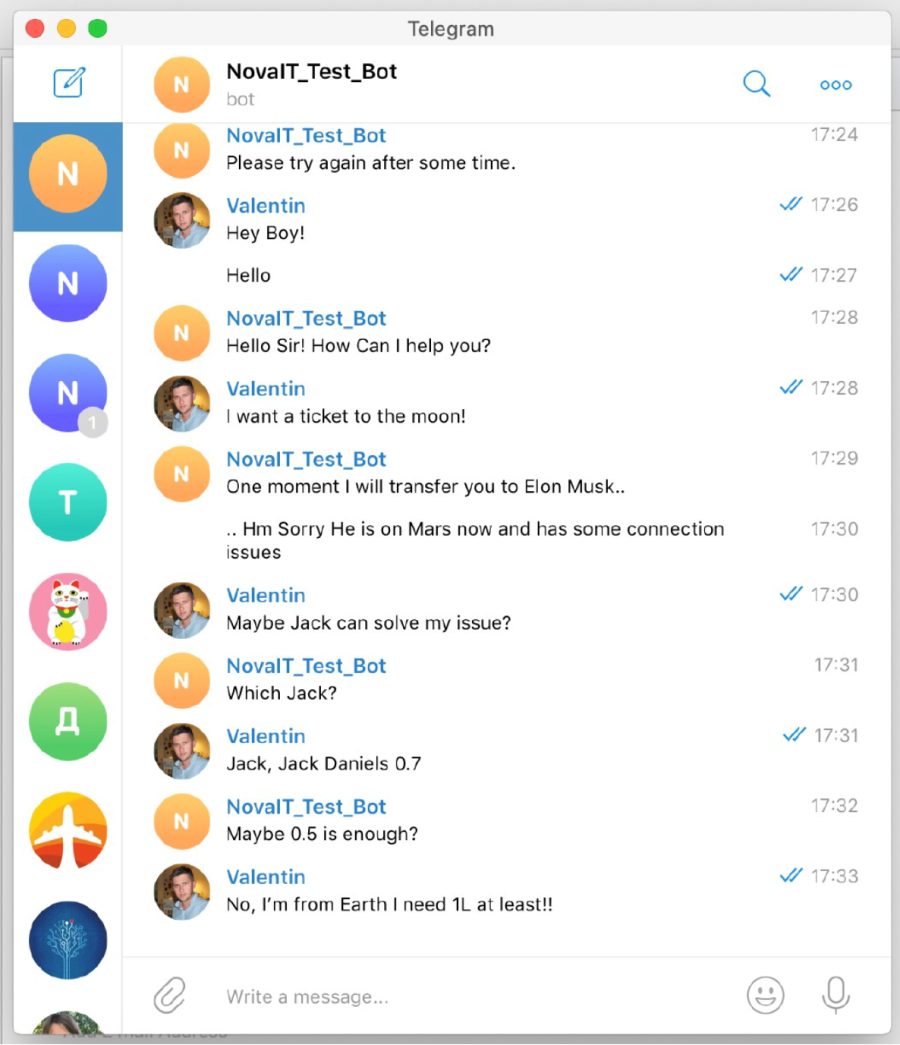 Telegram
NovaIT_Test_Bot
bot
N
N
NovaIT_Test_Bot 17:24
Please try again after some time.
N
Valentin 17:26
Hey Boy!
Hello 17:27
N
NovaIT_Test_Bot 17:28
N
Hello Sir! How Can I help you?
Valentin 17:28
N
1
I want a ticket to the moon!
NovaIT_Test_Bot 17:29
N
One moment I will transfer you to Elon Musk..
T
.. Hm Sorry He is on Mars now and has some connection 17:30
issues
Valentin 17:30
Maybe Jack can solve my issue?
NovaIT_Test_Bot 17:31
N
Which Jack?
Д
Valentin 17:31
Jack, Jack Daniels 0.7
NovaIT_Test_Bot 17:32
N
Maybe 0.5 is enough?
Valentin 17:33
No, I’m from Earth I need 1L at least!!
Write a message...